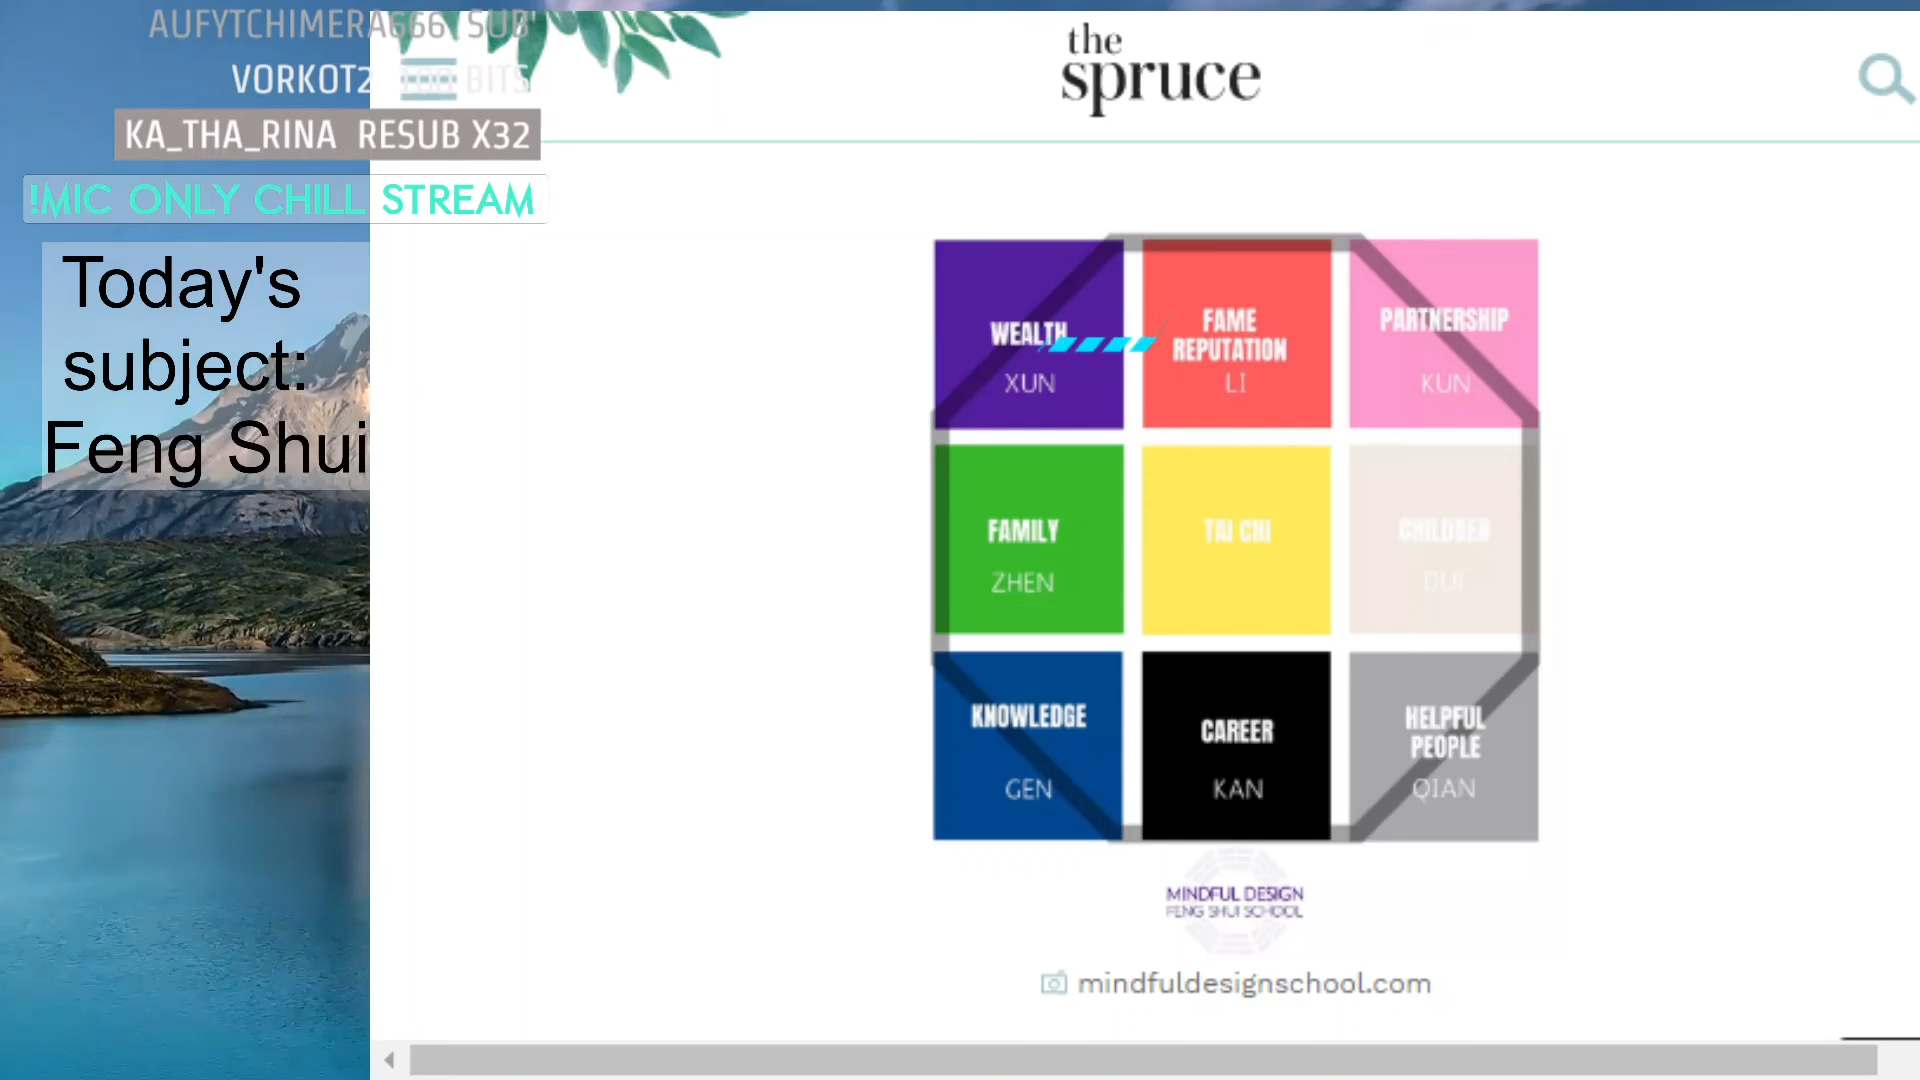 AUFYTCHIMERA666 SUB
VORKOT2 100 BITS
KA_THA_RINA RESUB X32
!MIC ONLY CHILL STREAM
Today's
subject:
Feng Shui
the
spruce
WEALTH
XUN
FAME
REPUTATION
LI
PARTNERSHIP
KUN
FAMILY
ZHEN
TAI CHI
CHILDREN
DUI
KNOWLEDGE
GEN
CAREER
KAN
HELPFUL
PEOPLE
QIAN
MINDFUL DESIGN
FENG SHUI SCHOOL
mindfuldesignschool.com